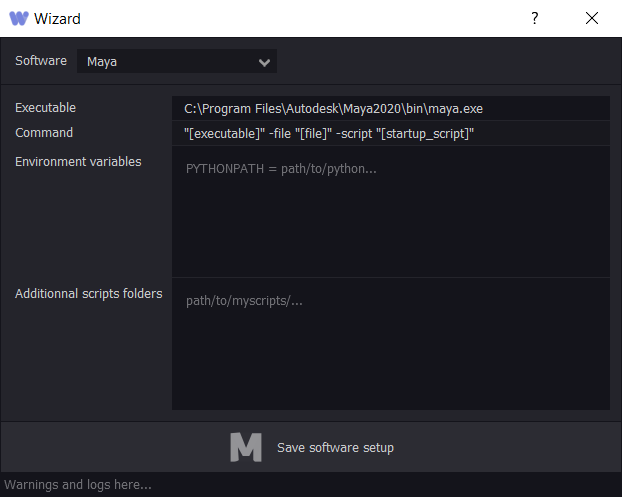 Wizard
?
Software Maya
Executable C:\Program Files\Autodesk\Maya2020\bin\maya.exe
Command "[executable]" -file "[file]" -script "[startup_script]"
Environment variables PYTHONPATH = path/to/python...
Additionnal scripts folders path/to/myscripts/...
M Save software setup
Warnings and logs here...